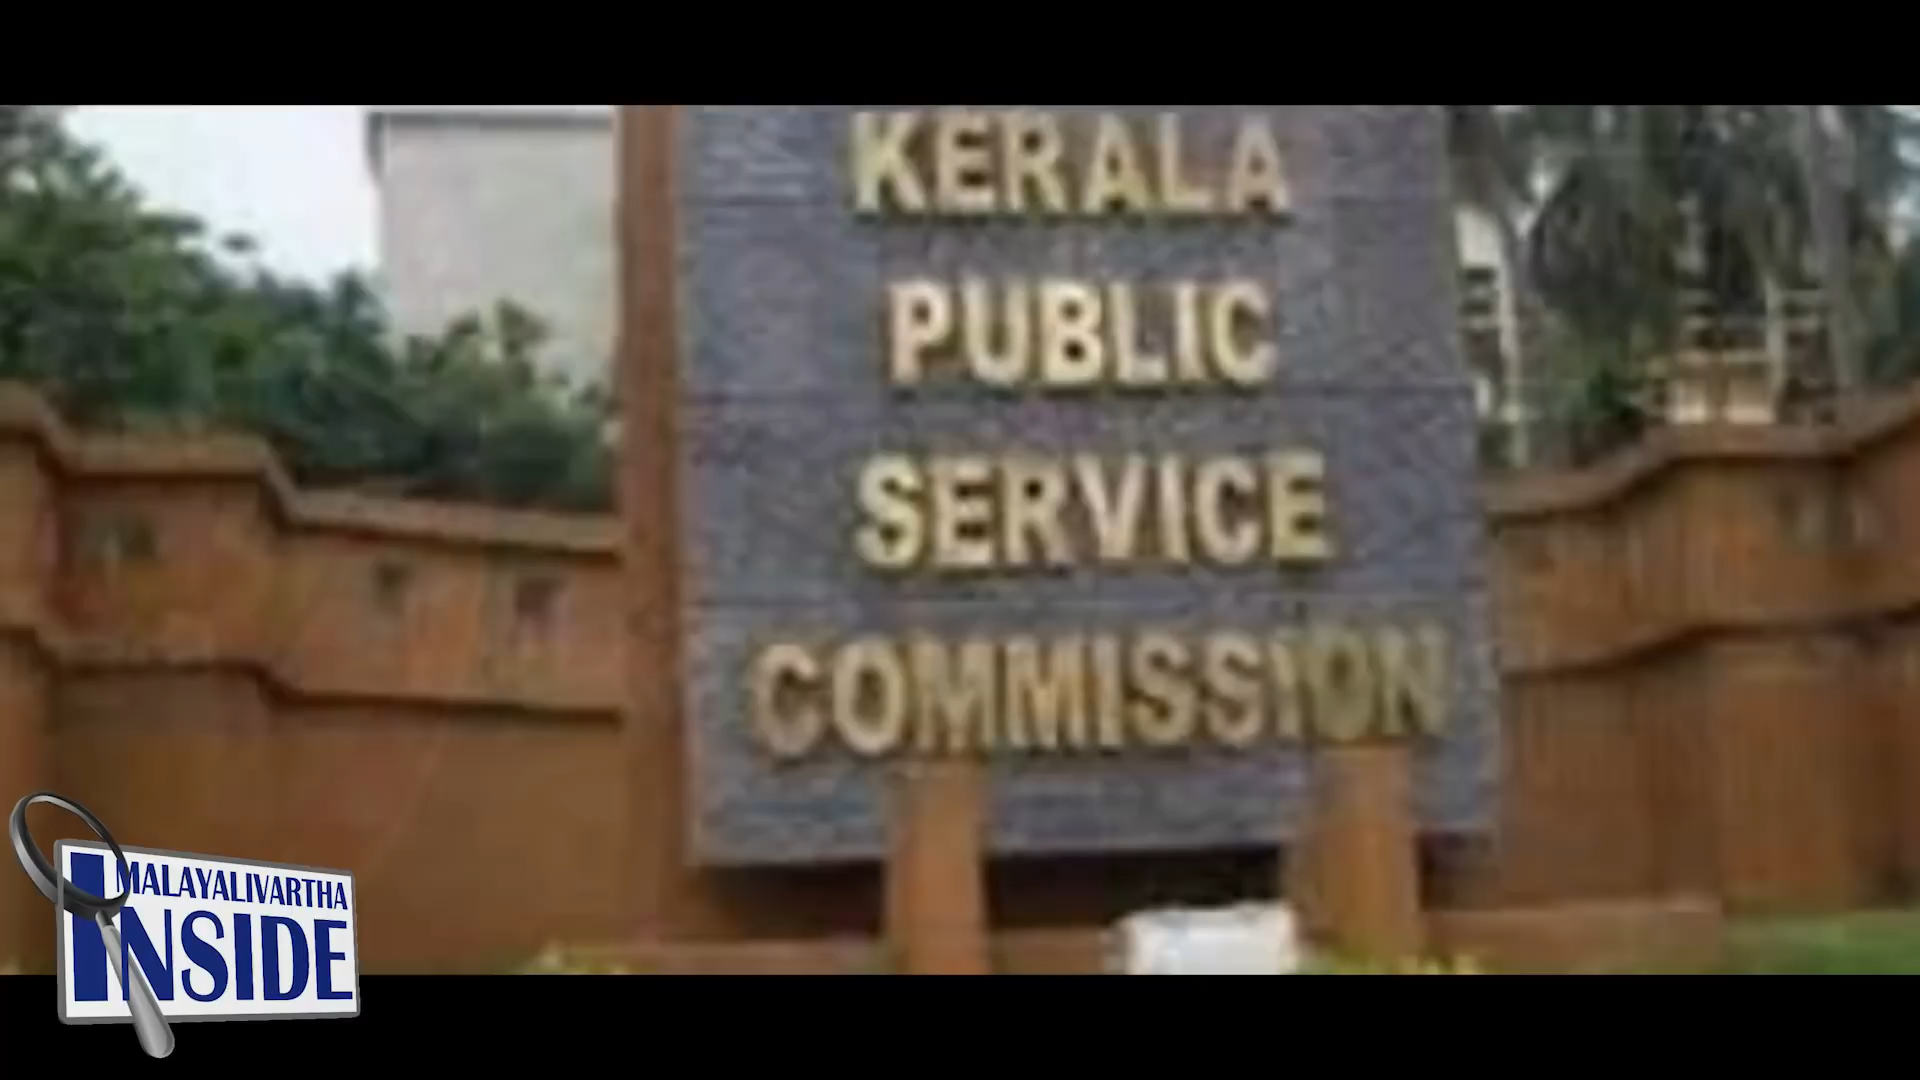 KERALA
PUBLIC
SERVICE
COMMISSION
MALAYALIVARTHA
INSIDE